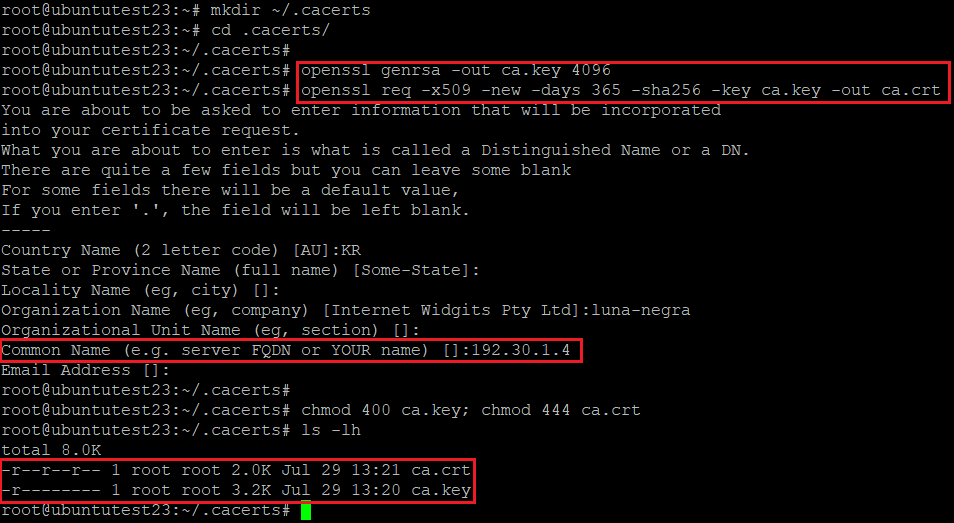 root@ubuntutest23:~# mkdir ~/.cacerts
root@ubuntutest23:~# cd .cacerts/
root@ubuntutest23:~/.cacerts#
root@ubuntutest23:~/.cacerts# openssl genrsa -out ca.key 4096
root@ubuntutest23:~/.cacerts# openssl req -x509 -new -days 365 -sha256 -key ca.key -out ca.crt
You are about to be asked to enter information that will be incorporated
into your certificate request.
What you are about to enter is what is called a Distinguished Name or a DN.
There are quite a few fields but you can leave some blank
For some fields there will be a default value,
If you enter '.', the field will be left blank.
-----
Country Name (2 letter code) [AU]:KR
State or Province Name (full name) [Some-State]:
Locality Name (eg, city) []:
Organization Name (eg, company) [Internet Widgits Pty Ltd]:luna-negra
Organizational Unit Name (eg, section) []:
Common Name (e.g. server FQDN or YOUR name) []:192.30.1.4
Email Address []:
root@ubuntutest23:~/.cacerts#
root@ubuntutest23:~/.cacerts# chmod 400 ca.key; chmod 444 ca.crt
root@ubuntutest23:~/.cacerts# ls -lh
total 8.0K
-r--r--r-- 1 root root 2.0K Jul 29 13:21 ca.crt
-r-------- 1 root root 3.2K Jul 29 13:20 ca.key
root@ubuntutest23:~/.cacerts#